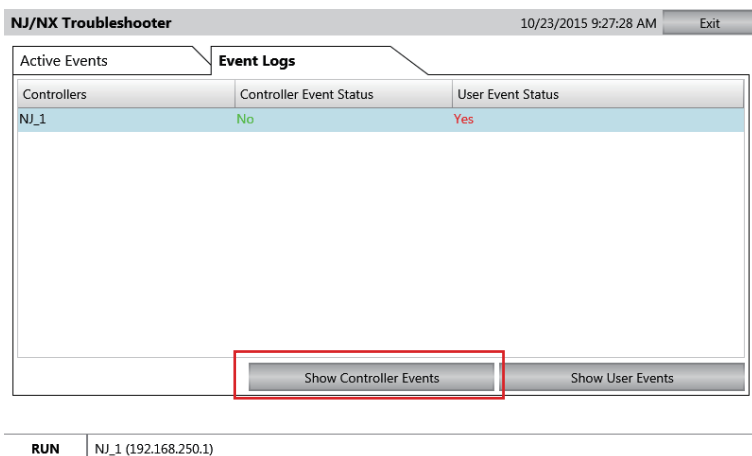 NJ/NX Troubleshooter 10/23/2015 9:27:28 AM Exit
Active Events Event Logs
Controllers Controller Event Status User Event Status
NJ_1 No Yes
Show Controller Events Show User Events
RUN NJ_1 (192.168.250.1)